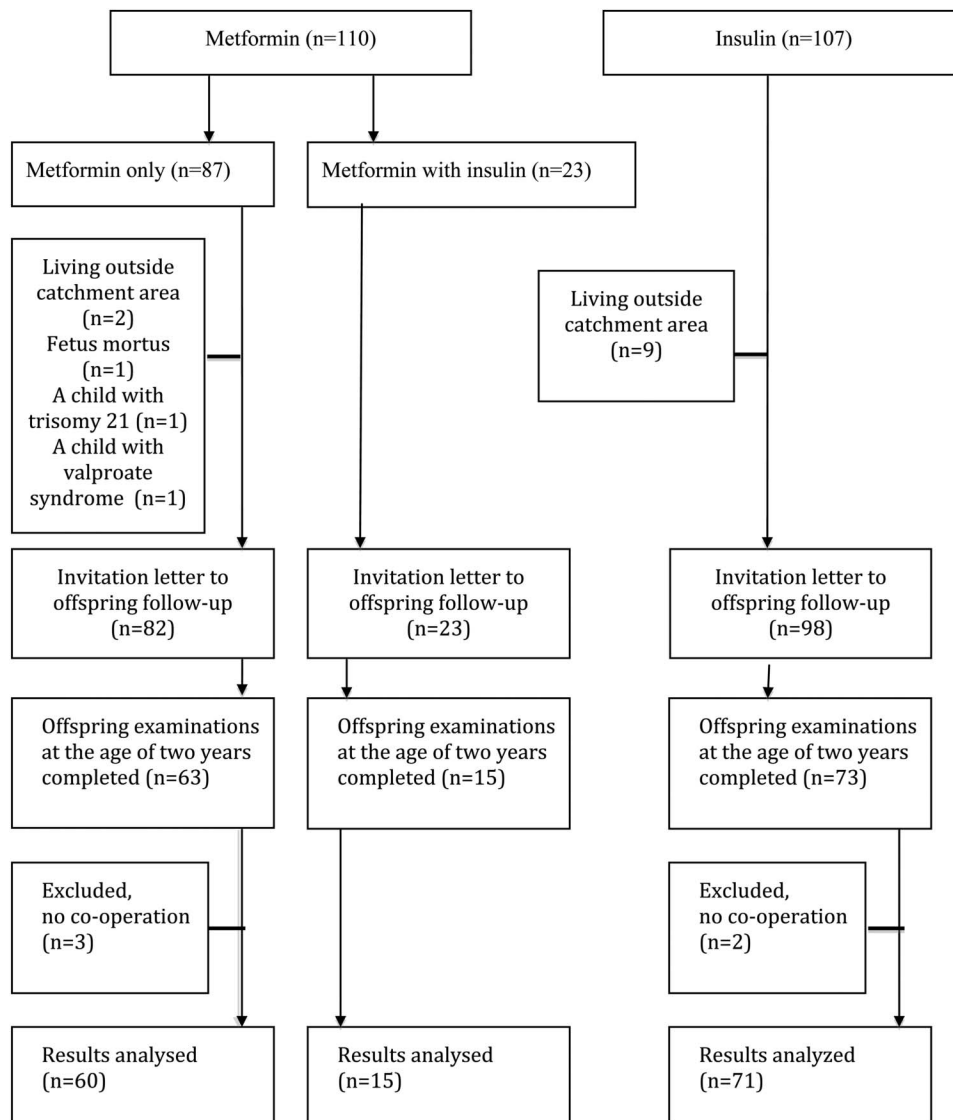 Metformin (n=110)
Insulin (n=107)
Metformin only (n=87)
Metformin with insulin (n=23)
Living outside
catchment area
(n=2)
Fetus mortus
(n=1)
A child with
trisomy 21 (n=1)
A child with
valproate
syndrome (n=1)
Living outside
catchment area
(n=9)
Invitation letter to
offspring follow-up
(n=82)
Invitation letter to
offspring follow-up
(n=23)
Invitation letter to
offspring follow-up
(n=98)
Offspring examinations
at the age of two years
completed (n=63)
Offspring examinations
at the age of two years
completed (n=15)
Offspring examinations
at the age of two years
completed (n=73)
Excluded,
no co-operation
(n=3)
Excluded,
no co-operation
(n=2)
Results analysed
(n=60)
Results analysed
(n=15)
Results analyzed
(n=71)